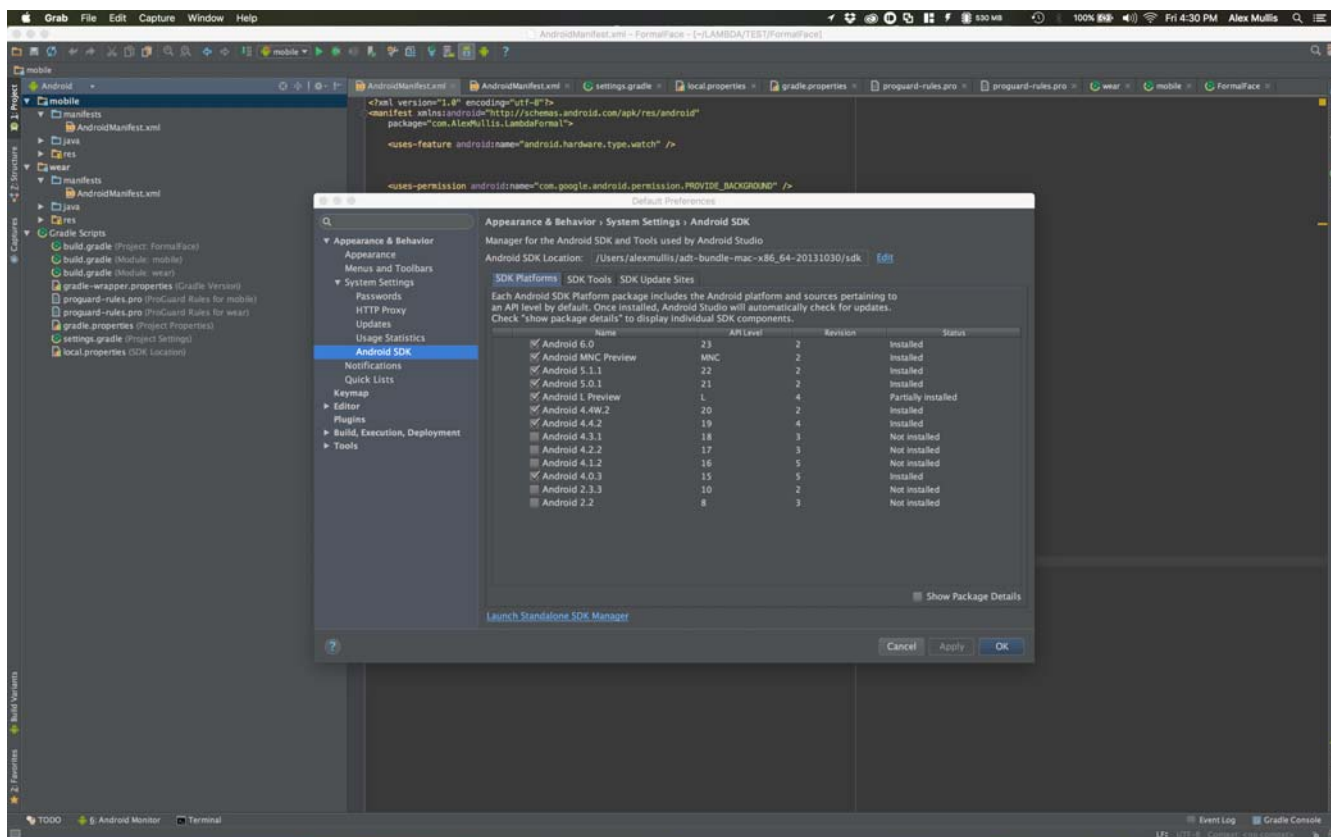 Grab File Edit Capture Window Help 530 MB 100% Fri 4:30 PM Alex Mullis
AndroidManifest.xml - FormalFace - [~/LAMBDA/TEST/FormalFace]
mobile
mobile
Android
AndroidManifest.xml AndroidManifest.xml settings.gradle local.properties gradle.properties proguard-rules.pro proguard-rules.pro wear mobile FormalFace
1: Project
Z: Structure
Captures
Build Variants
2: Favorites
mobile
manifests
AndroidManifest.xml
java
res
wear
manifests
AndroidManifest.xml
java
res
Gradle Scripts
build.gradle (Project: FormalFace)
build.gradle (Module: mobile)
build.gradle (Module: wear)
gradle-wrapper.properties (Gradle Version)
proguard-rules.pro (ProGuard Rules for mobile)
proguard-rules.pro (ProGuard Rules for wear)
gradle.properties (Project Properties)
settings.gradle (Project Settings)
local.properties (SDK Location)
<?xml version="1.0" encoding="utf-8"?>
<manifest xmlns:android="http://schemas.android.com/apk/res/android"
package="com.AlexMullis.LambdaFormal">
<uses-feature android:name="android.hardware.type.watch" />
<uses-permission android:name="com.google.android.permission.PROVIDE_BACKGROUND" />
Default Preferences
Appearance & Behavior
Appearance
Menus and Toolbars
System Settings
Passwords
HTTP Proxy
Updates
Usage Statistics
Android SDK
Notifications
Quick Lists
Keymap
Editor
Plugins
Build, Execution, Deployment
Tools
Appearance & Behavior › System Settings › Android SDK
Manager for the Android SDK and Tools used by Android Studio
Android SDK Location: /Users/alexmullis/adt-bundle-mac-x86_64-20131030/sdk Edit
SDK Platforms SDK Tools SDK Update Sites
Each Android SDK Platform package includes the Android platform and sources pertaining to
an API level by default. Once installed, Android Studio will automatically check for updates.
Check "show package details" to display individual SDK components.
Name API Level Revision Status
Android 6.0 23 2 Installed
Android MNC Preview MNC 2 Installed
Android 5.1.1 22 2 Installed
Android 5.0.1 21 2 Installed
Android L Preview L 4 Partially installed
Android 4.4W.2 20 2 Installed
Android 4.4.2 19 4 Installed
Android 4.3.1 18 3 Not installed
Android 4.2.2 17 3 Not installed
Android 4.1.2 16 5 Not installed
Android 4.0.3 15 5 Installed
Android 2.3.3 10 2 Not installed
Android 2.2 8 3 Not installed
Show Package Details
Launch Standalone SDK Manager
Cancel Apply OK
TODO 6: Android Monitor Terminal Event Log Gradle Console